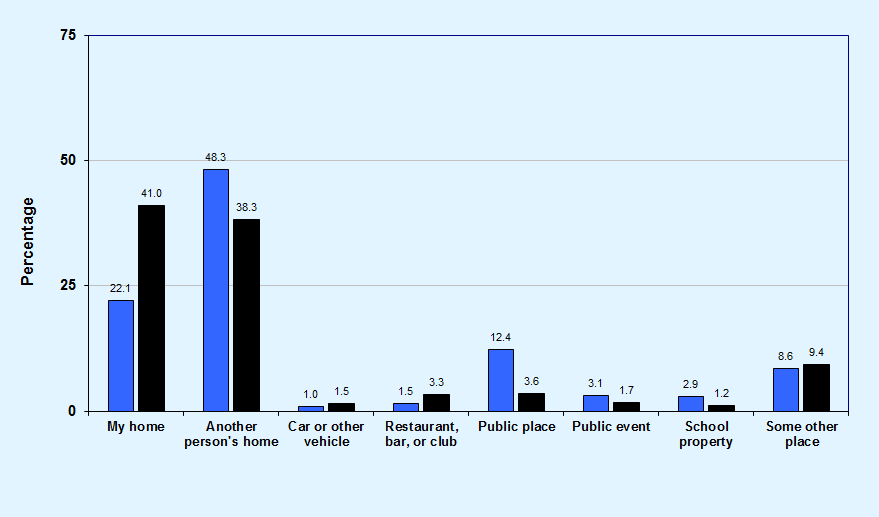 Percentage
75
50
25
0
22.1
41.0
48.3
38.3
1.0
1.5
1.5
3.3
12.4
3.6
3.1
1.7
2.9
1.2
8.6
9.4
My home
Another
person's home
Car or other
vehicle
Restaurant,
bar, or club
Public place
Public event
School
property
Some other
place